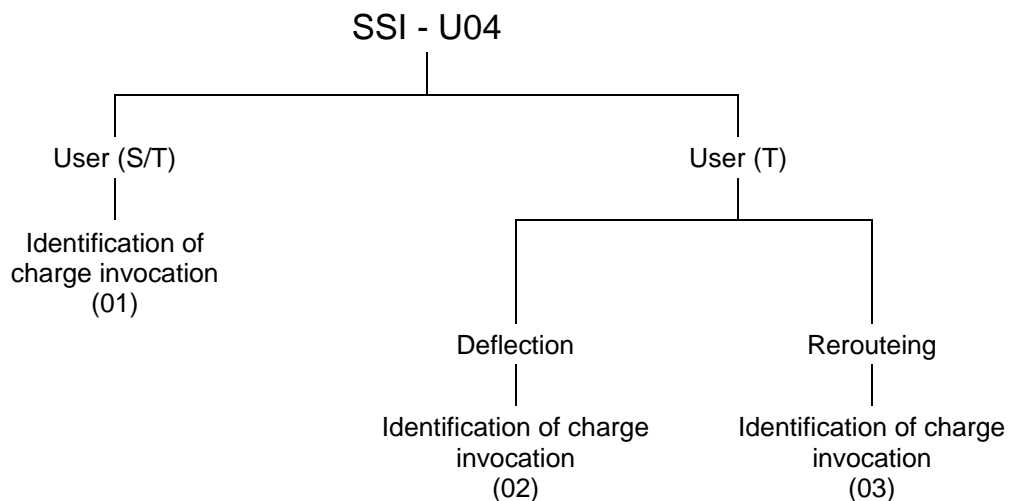 SSI - U04
User (S/T)
User (T)
Identification of
charge invocation
(01)
Deflection
Rerouteing
Identification of charge
invocation
(02)
Identification of charge
invocation
(03)